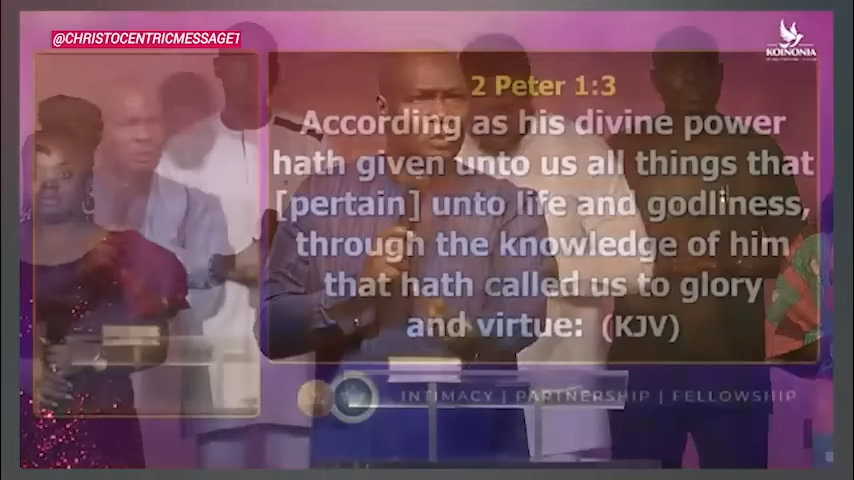 @CHRISTOCENTRICMESSAGE1
KOINONIA
2 Peter 1:3
According as his divine power
hath given unto us all things that
[pertain] unto life and godliness,
through the knowledge of him
that hath called us to glory
and virtue: (KJV)
INTIMACY | PARTNERSHIP | FELLOWSHIP